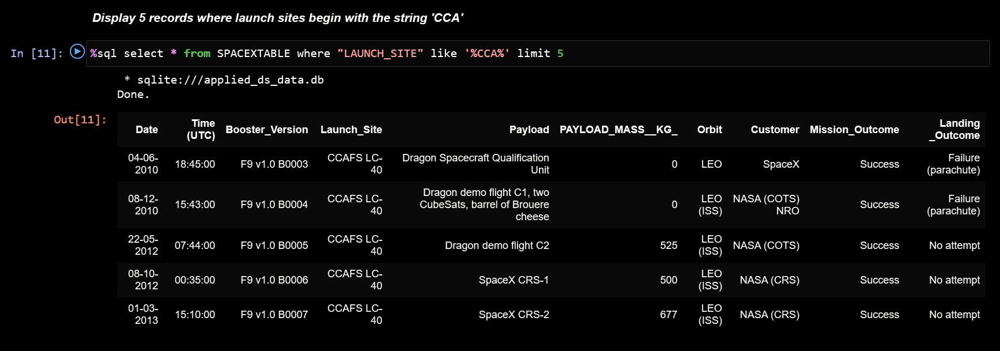 Display 5 records where launch sites begin with the string 'CCA'
In [11]: %sql select * from SPACEXTABLE where "LAUNCH_SITE" like '%CCA%' limit 5
* sqlite:///applied_ds_data.db
Done.
Out[11]:
Date Time (UTC) Booster_Version Launch_Site Payload PAYLOAD_MASS__KG_ Orbit Customer Mission_Outcome Landing _Outcome
04-06-2010 18:45:00 F9 v1.0 B0003 CCAFS LC-40 Dragon Spacecraft Qualification Unit 0 LEO SpaceX Success Failure (parachute)
08-12-2010 15:43:00 F9 v1.0 B0004 CCAFS LC-40 Dragon demo flight C1, two CubeSats, barrel of Brouere cheese 0 LEO (ISS) NASA (COTS) NRO Success Failure (parachute)
22-05-2012 07:44:00 F9 v1.0 B0005 CCAFS LC-40 Dragon demo flight C2 525 LEO (ISS) NASA (COTS) Success No attempt
08-10-2012 00:35:00 F9 v1.0 B0006 CCAFS LC-40 SpaceX CRS-1 500 LEO (ISS) NASA (CRS) Success No attempt
01-03-2013 15:10:00 F9 v1.0 B0007 CCAFS LC-40 SpaceX CRS-2 677 LEO (ISS) NASA (CRS) Success No attempt